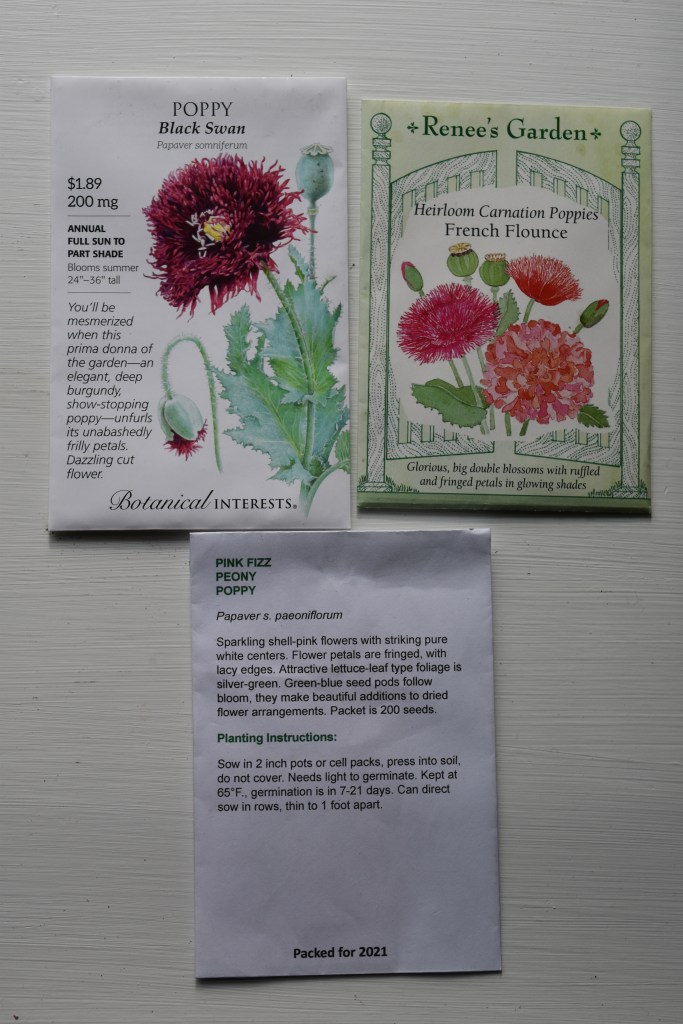 POPPY
Black Swan
Papaver somniferum
$1.89
200 mg
ANNUAL
FULL SUN TO
PART SHADE
Blooms summer
24"–36" tall
You'll be
mesmerized
when this
prima donna of
the garden—an
elegant, deep
burgundy,
show-stopping
poppy—unfurls
its unabashedly
frilly petals.
Dazzling cut
flower.
Botanical INTERESTS®
Renee's Garden
Heirloom Carnation Poppies
French Flounce
Glorious, big double blossoms with ruffled
and fringed petals in glowing shades
PINK FIZZ
PEONY
POPPY
Papaver s. paeoniflorum
Sparkling shell-pink flowers with striking pure
white centers. Flower petals are fringed, with
lacy edges. Attractive lettuce-leaf type foliage is
silver-green. Green-blue seed pods follow
bloom, they make beautiful additions to dried
flower arrangements. Packet is 200 seeds.
Planting Instructions:
Sow in 2 inch pots or cell packs, press into soil,
do not cover. Needs light to germinate. Kept at
65°F., germination is in 7-21 days. Can direct
sow in rows, thin to 1 foot apart.
Packed for 2021